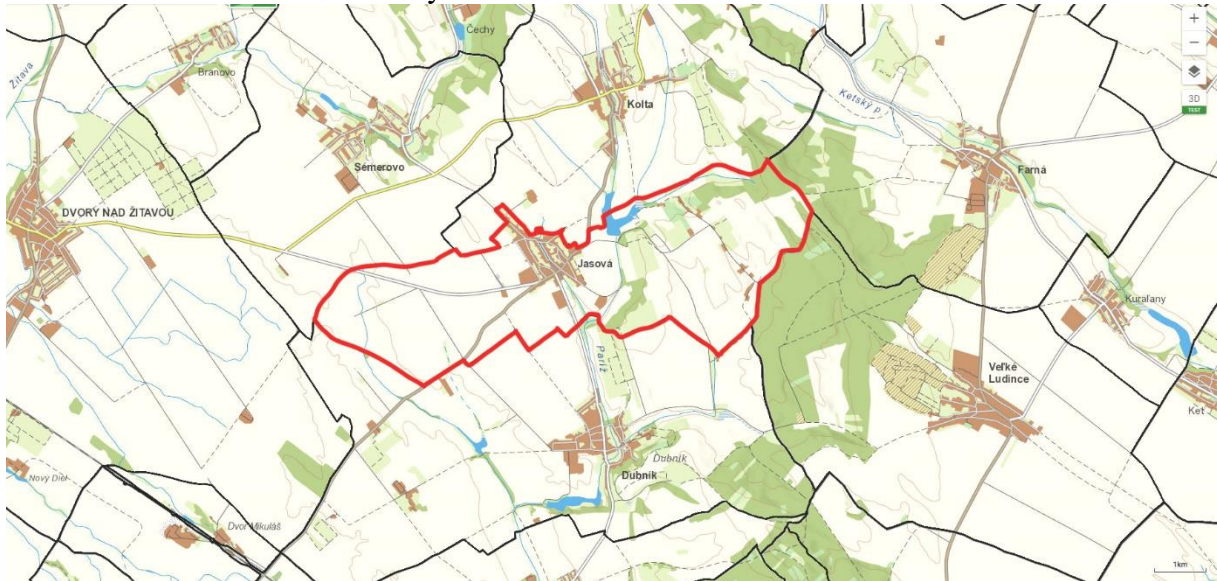 Čechy
Žitava
Branovo
Kolta
Ketský p.
3D
TEST
Semerovo
Farná
DVORY NAD ŽITAVOU
Jasová
Kuraľany
Paríž
Veľké
Ludince
Ket
Dubník
Dubník
Nový Diel
Dvor Mikuláš
1km